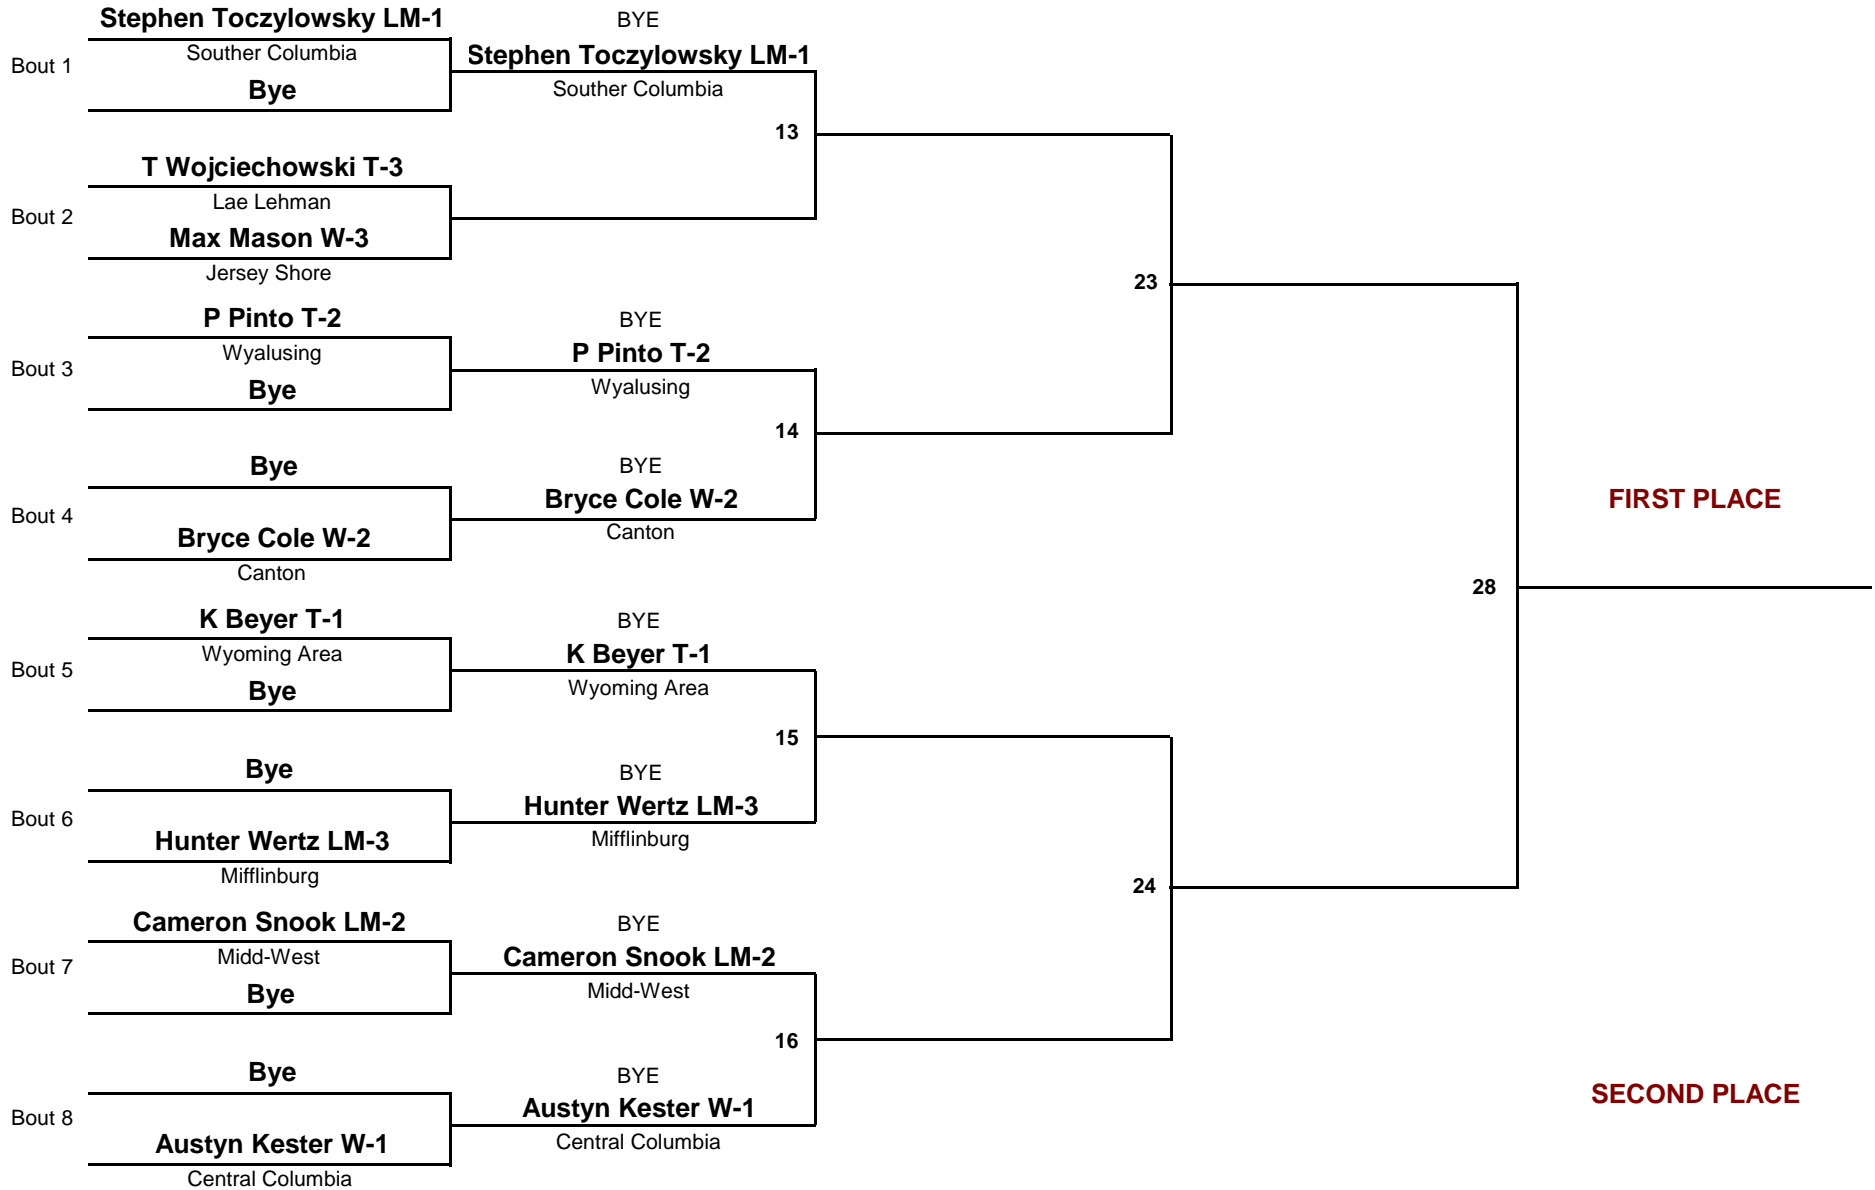 Stephen Toczylowsky LM-1
BYE
Souther Columbia
Stephen Toczylowsky LM-1
Bout 1
Bye
Souther Columbia
13
T Wojciechowski T-3
Lae Lehman
Bout 2
Max Mason W-3
Jersey Shore
23
P Pinto T-2
BYE
Wyalusing
P Pinto T-2
Bout 3
Bye
Wyalusing
14
Bye
BYE
Bryce Cole W-2
FIRST PLACE
Bout 4
Bryce Cole W-2
Canton
Canton
28
K Beyer T-1
BYE
Wyoming Area
K Beyer T-1
Bout 5
Bye
Wyoming Area
15
Bye
BYE
Hunter Wertz LM-3
Bout 6
Hunter Wertz LM-3
Mifflinburg
Mifflinburg
24
Cameron Snook LM-2
BYE
Midd-West
Cameron Snook LM-2
Bout 7
Bye
Midd-West
16
Bye
BYE
SECOND PLACE
Austyn Kester W-1
Bout 8
Austyn Kester W-1
Central Columbia
Central Columbia